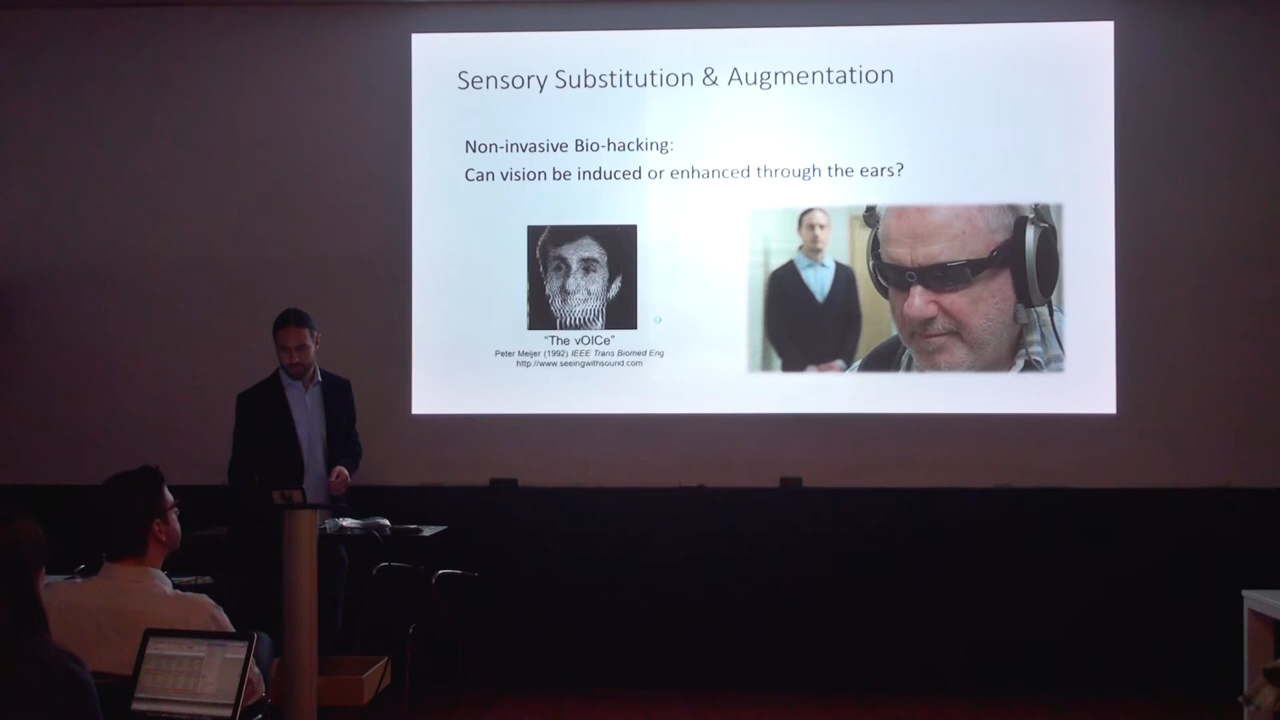 Sensory Substitution & Augmentation
Non-invasive Bio-hacking:
Can vision be induced or enhanced through the ears?
“The vOICe”
Peter Meijer (1992) IEEE Trans Biomed Eng
http://www.seeingwithsound.com